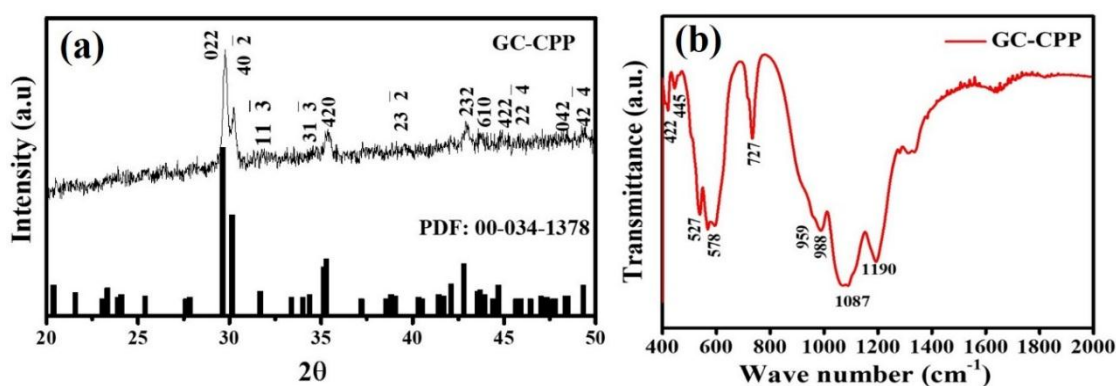 (a)
GC-CPP
022
40 ̅2
̅11 ̅3
̅31 ̅3
420
23 ̅2
232
610
422
̅22 ̅4
042
̅42 ̅4
PDF: 00-034-1378
Intensity (a.u)
20 25 30 35 40 45 50
2θ
(b)
GC-CPP
422
445
527
578
727
959
988
1087
1190
Transmittance (a.u.)
400 600 800 1000 1200 1400 1600 1800 2000
Wave number (cm⁻¹)